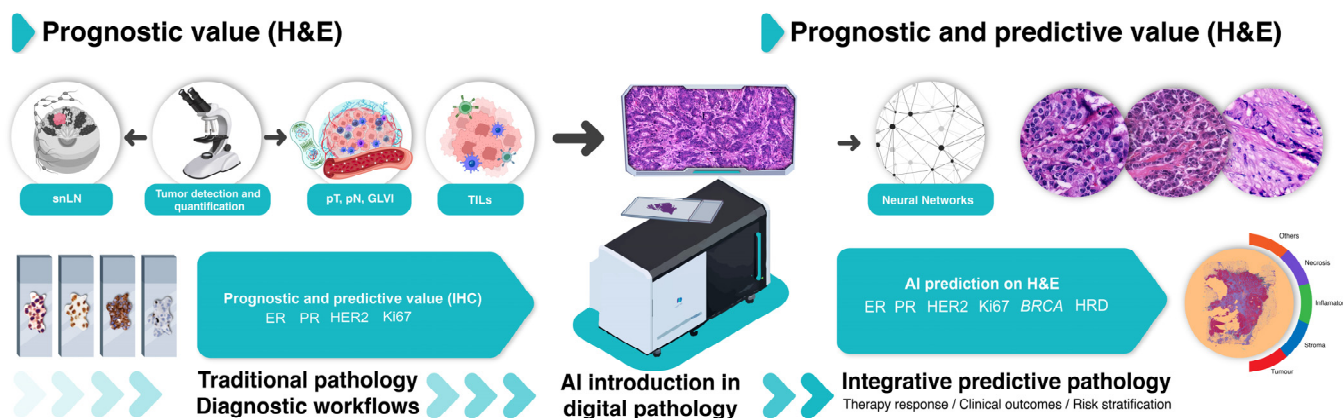 Prognostic value (H&E)
Prognostic and predictive value (H&E)
snLN
Tumor detection and
quantification
pT, pN, GLVI
TILs
Neural Networks
Prognostic and predictive value (IHC)
ER PR HER2 Ki67
AI prediction on H&E
ER PR HER2 Ki67 BRCA HRD
Others
Necrosis
Inflamator
Stroma
Tumour
Traditional pathology
Diagnostic workflows
AI introduction in
digital pathology
Integrative predictive pathology
Therapy response / Clinical outcomes / Risk stratification